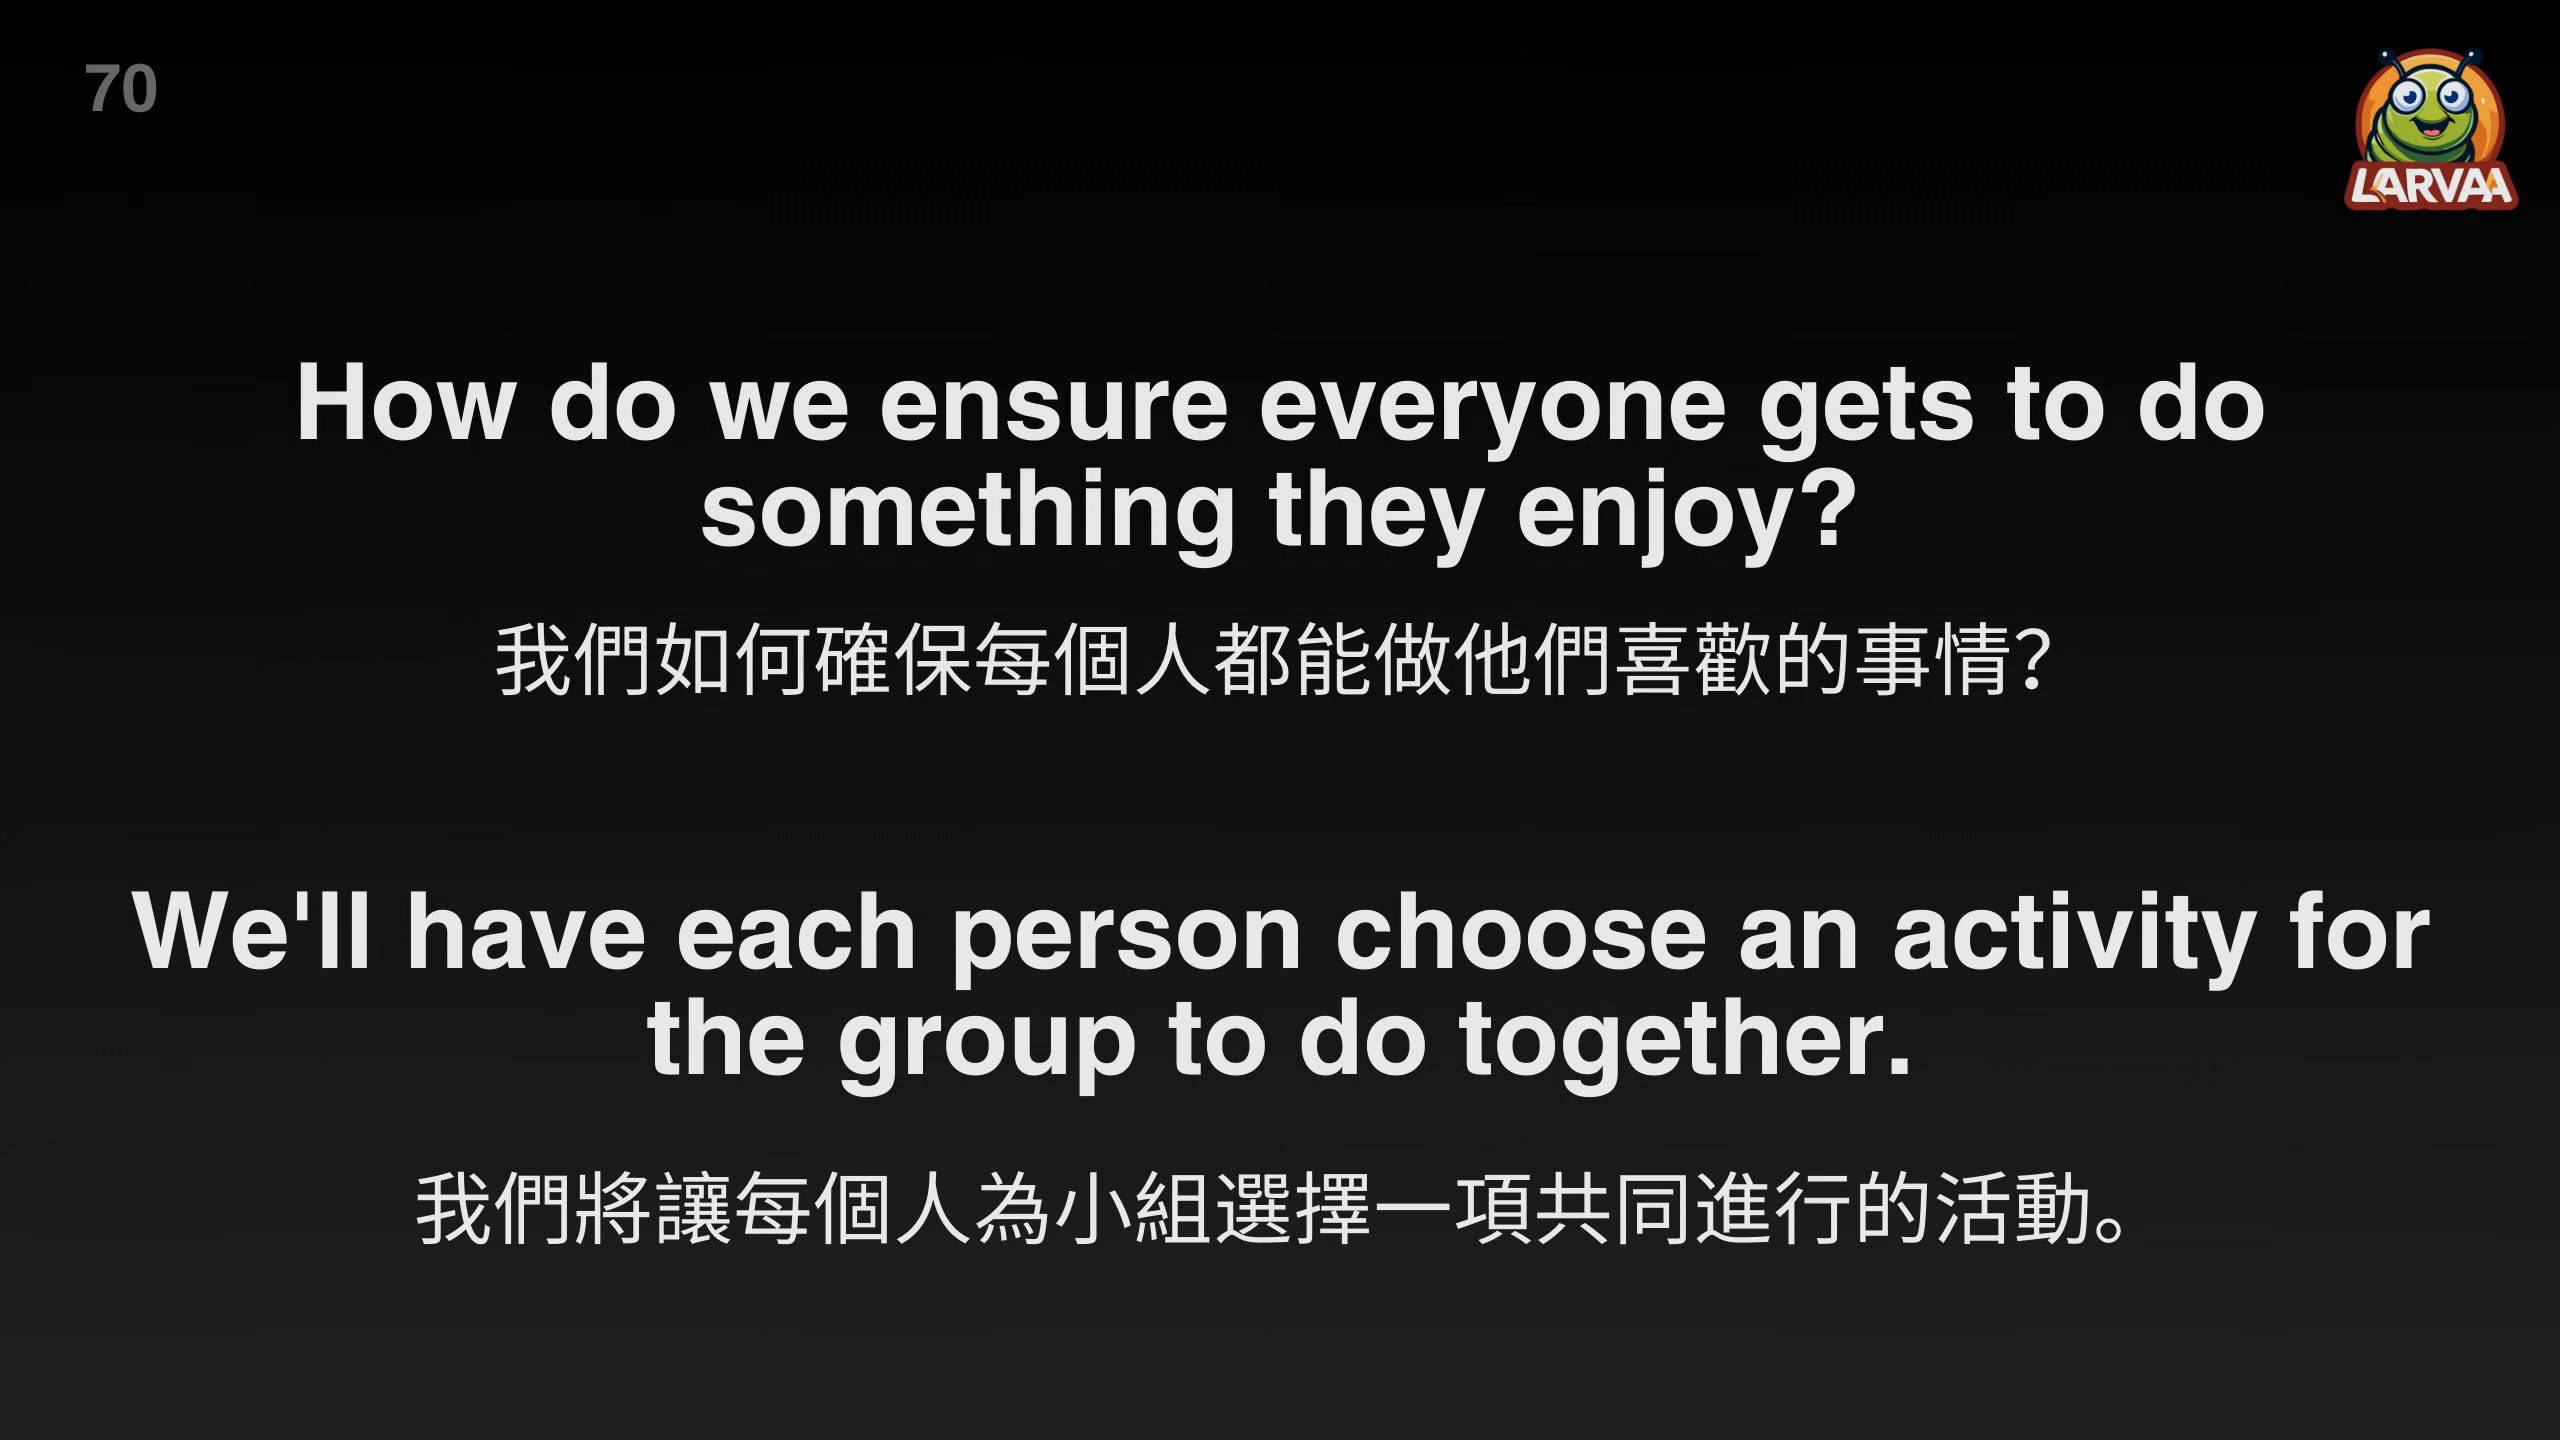 70
LARVAA
How do we ensure everyone gets to do
something they enjoy?
我們如何確保每個人都能做他們喜歡的事情?
We'll have each person choose an activity for
the group to do together.
我們將讓每個人為小組選擇一項共同進行的活動。